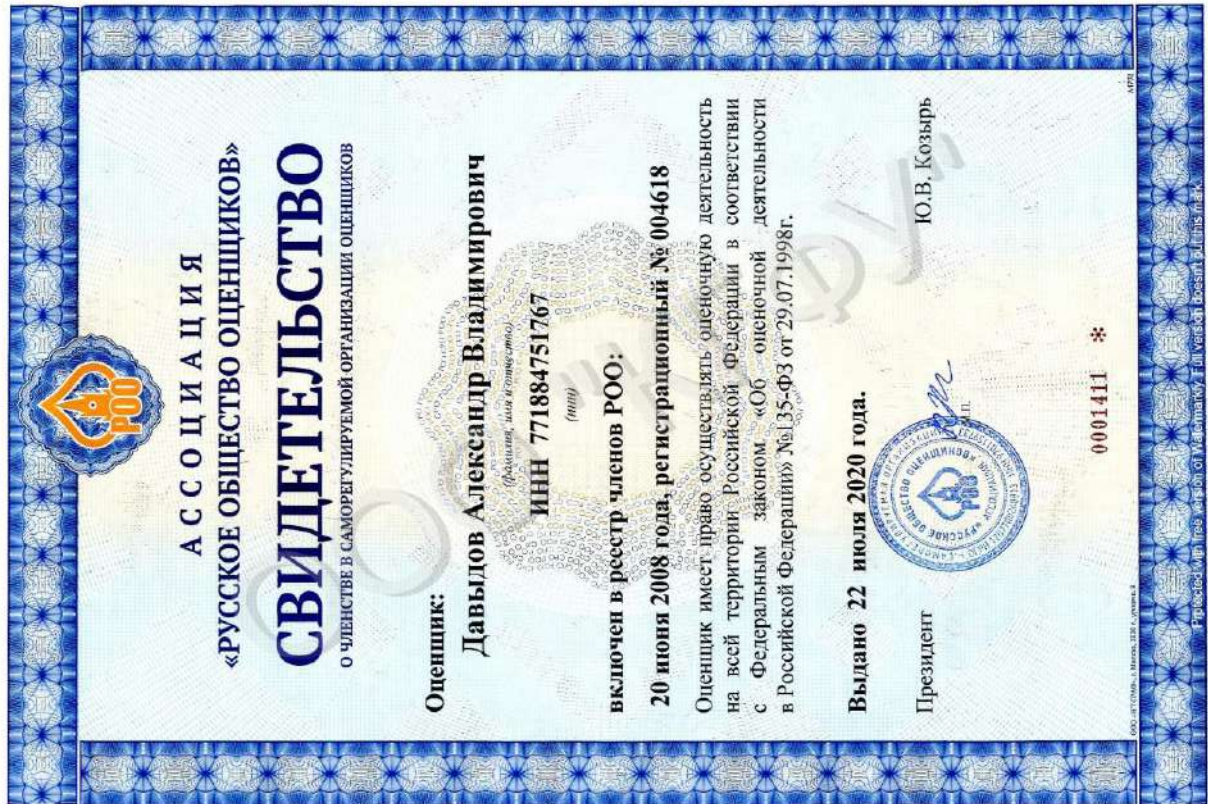 РОО
АССОЦИАЦИЯ
«РУССКОЕ ОБЩЕСТВО ОЦЕНЩИКОВ»
СВИДЕТЕЛЬСТВО
О ЧЛЕНСТВЕ В САМОРЕГУЛИРУЕМОЙ ОРГАНИЗАЦИИ ОЦЕНЩИКОВ
Оценщик:
Давыдов Александр Владимирович
(фамилия, имя и отчество)
ИНН 771884751767
(инн)
включен в реестр членов РОО:
20 июня 2008 года, регистрационный № 004618
Оценщик имеет право осуществлять оценочную деятельность
на всей территории Российской Федерации в соответствии
с Федеральным законом «Об оценочной деятельности
в Российской Федерации» №135-ФЗ от 29.07.1998г.
Выдано 22 июля 2020 года.
Президент Ю.В. Козырь
М.П.
0001411 *
Protected with free version of Watermarkly. Full version doesn't put this mark.